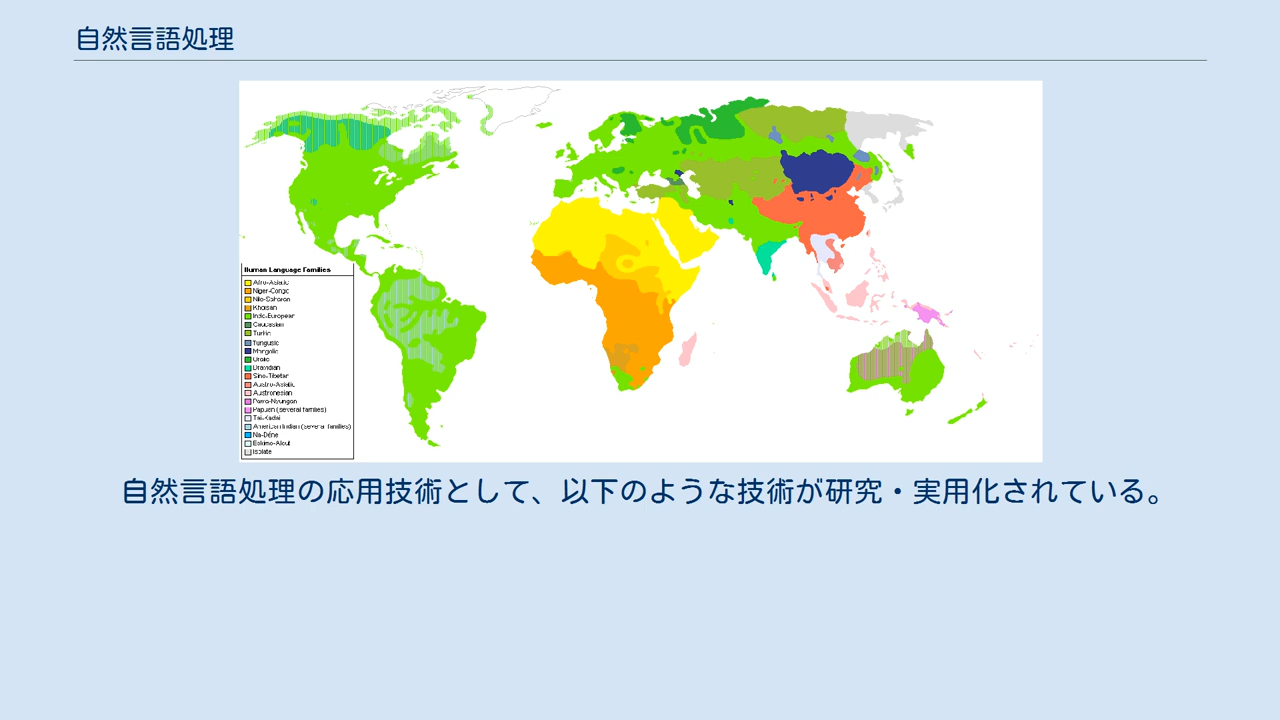 自然言語処理
Human Language Families
Afro-Asiatic
Niger-Congo
Nilo-Saharan
Khoisan
Indo-European
Caucasian
Turkic
Tungusic
Mongolic
Uralic
Dravidian
Sino-Tibetan
Austro-Asiatic
Austronesian
Pama-Nyungan
Papuan (several families)
Tai-Kadai
American Indian (several families)
Na-Dene
Eskimo-Aleut
Isolate
自然言語処理の応用技術として、以下のような技術が研究・実用化されている。